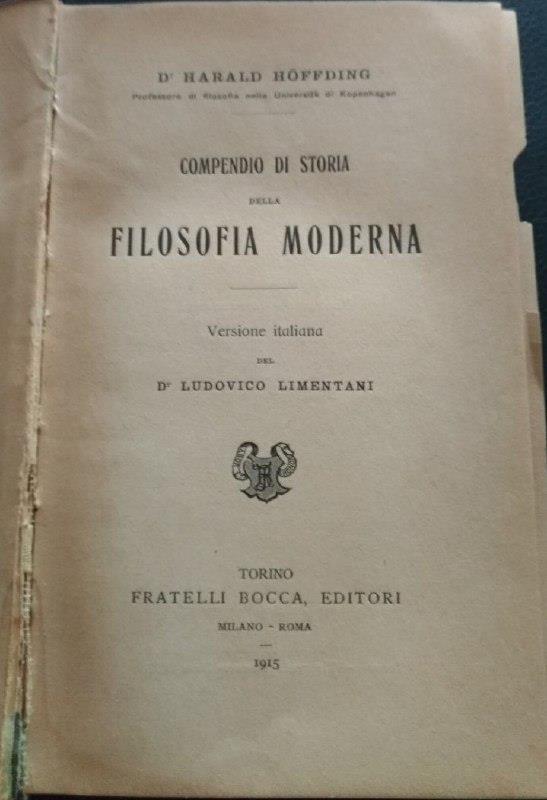 Dr HARALD HÖFFDING
Professore di filosofia nella Università di Kopenhagen
COMPENDIO DI STORIA
DELLA
FILOSOFIA MODERNA
Versione italiana
DEL
Dr LUDOVICO LIMENTANI
TORINO
FRATELLI BOCCA, EDITORI
MILANO - ROMA
1915